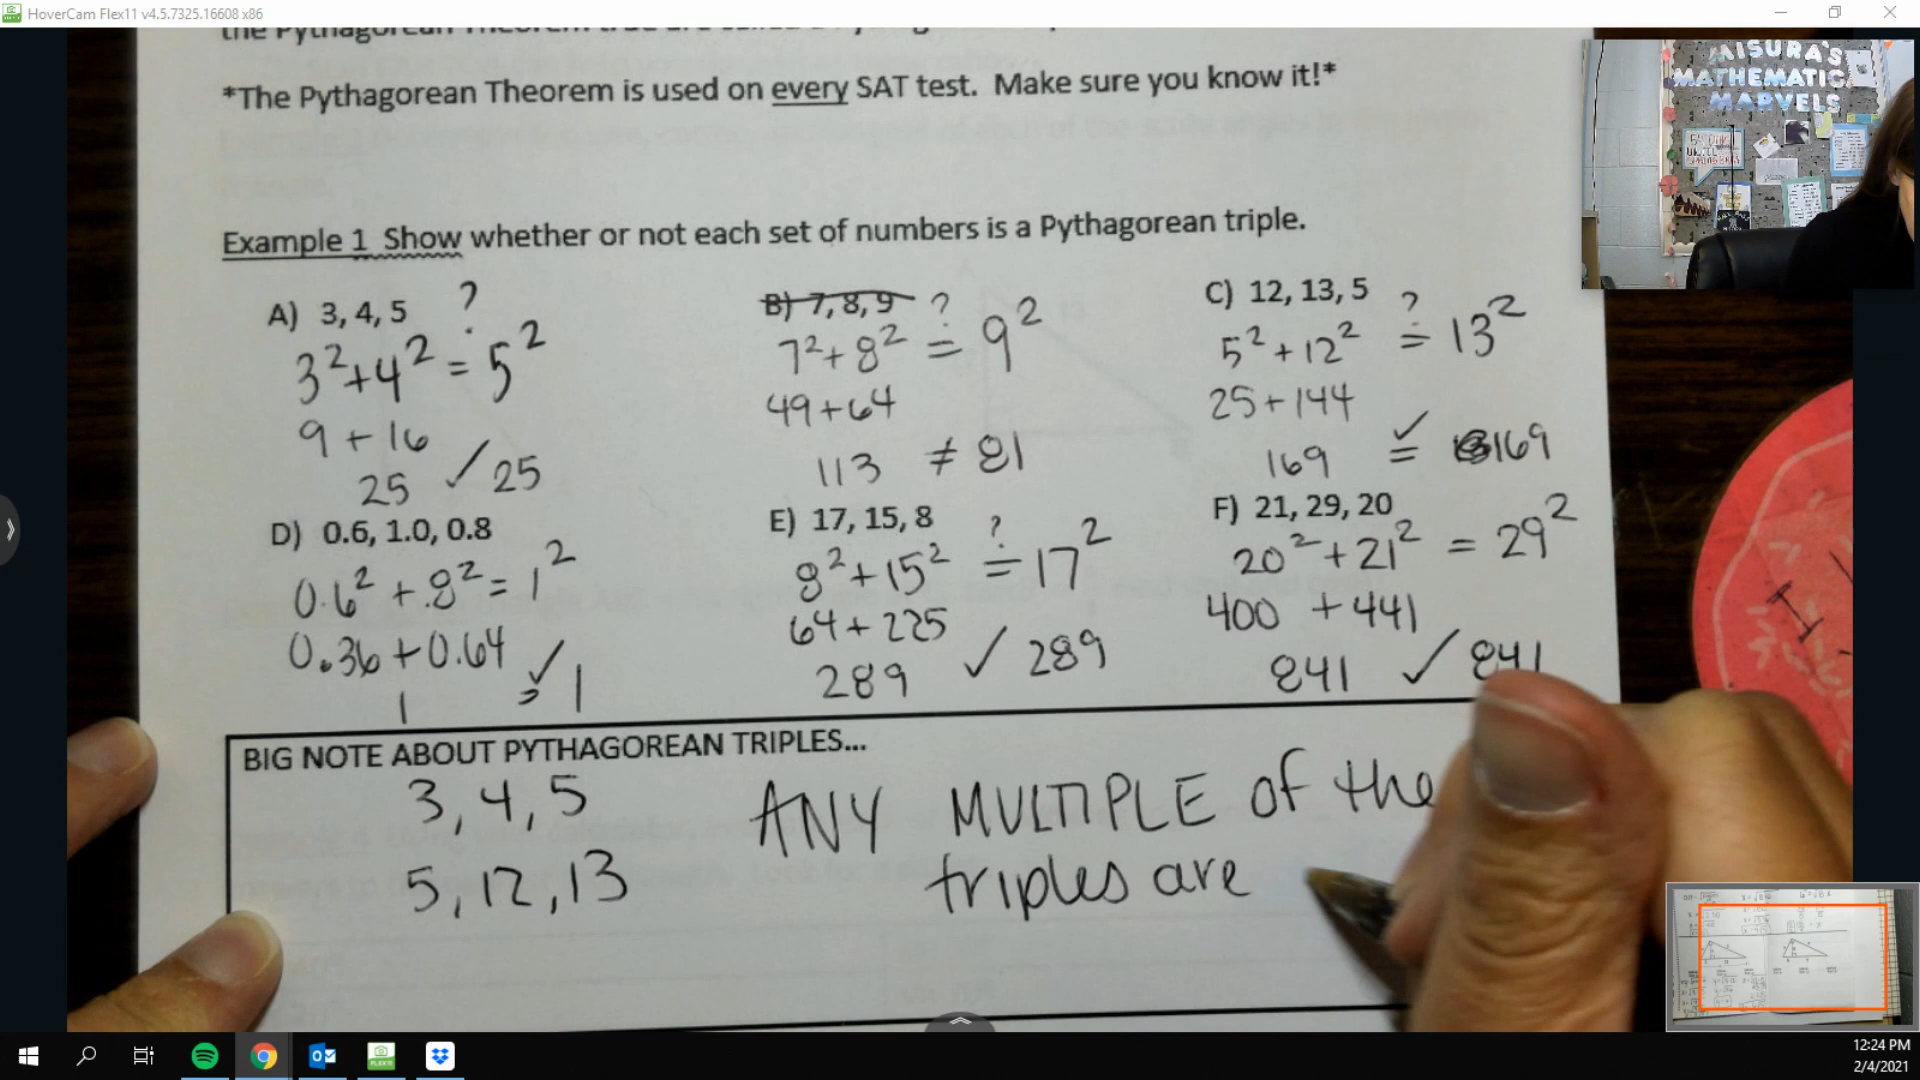 HoverCam Flex11 v4.5.7325.16608 x86
*The Pythagorean Theorem is used on every SAT test. Make sure you know it!*
Example 1 Show whether or not each set of numbers is a Pythagorean triple.
A) 3, 4, 5
?
3² + 4² = 5²
9 + 16
25 ✓ 25
B) 7, 8, 9
?
7² + 8² = 9²
49 + 64
113 ≠ 81
C) 12, 13, 5
?
5² + 12² = 13²
25 + 144
✓
169 = 169
D) 0.6, 1.0, 0.8
0.6² + .8² = 1²
0.36 + 0.64
✓
1 = 1
E) 17, 15, 8
?
8² + 15² = 17²
64 + 225
289 ✓ 289
F) 21, 29, 20
20² + 21² = 29²
400 + 441
841 ✓ 841
BIG NOTE ABOUT PYTHAGOREAN TRIPLES...
3, 4, 5
5, 12, 13
ANY MULTIPLE of the
triples are
MISURA'S
MATHEMATIC
MARVELS
12:24 PM
2/4/2021